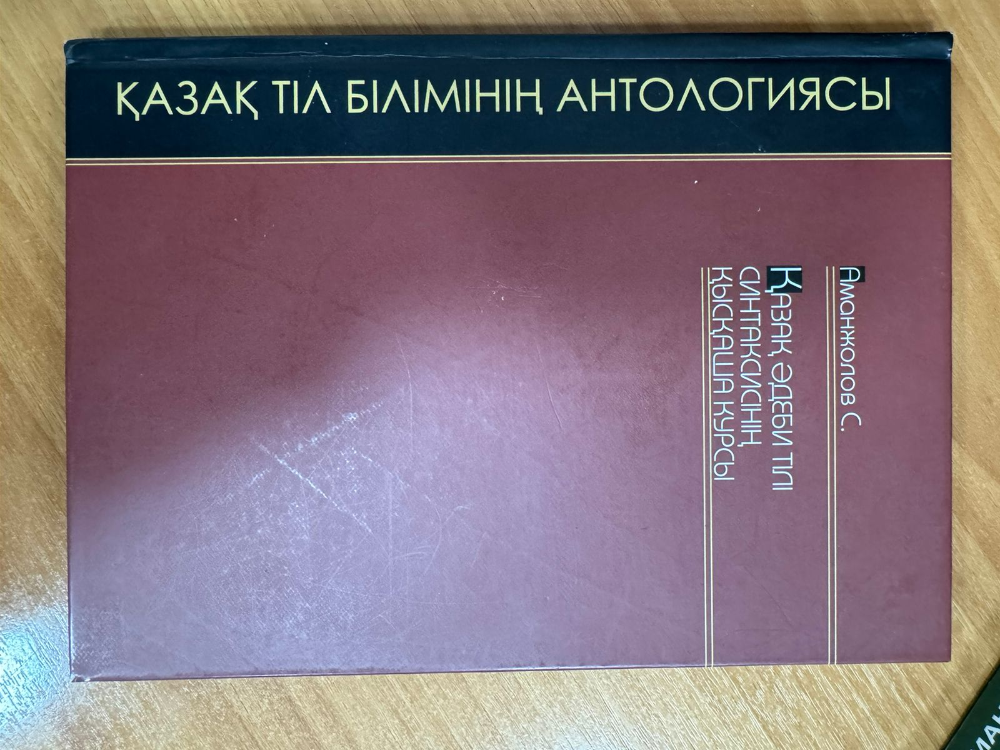 ҚАЗАҚ ТІЛ БІЛІМІНІҢ АНТОЛОГИЯСЫ
Аманжолов С.
ҚАЗАҚ ӘДЕБИ ТІЛІ
СИНТАКСИСІНІҢ
ҚЫСҚАША КУРСЫ